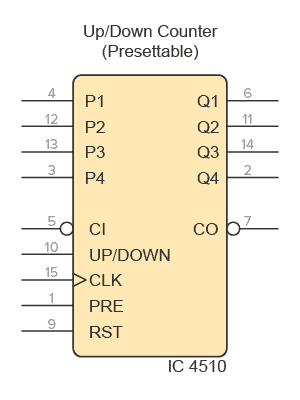 Up/Down Counter
(Presettable)
4 P1 Q1 6
12 P2 Q2 11
13 P3 Q3 14
3 P4 Q4 2
5 CI CO 7
10 UP/DOWN
15 CLK
1 PRE
9 RST
IC 4510